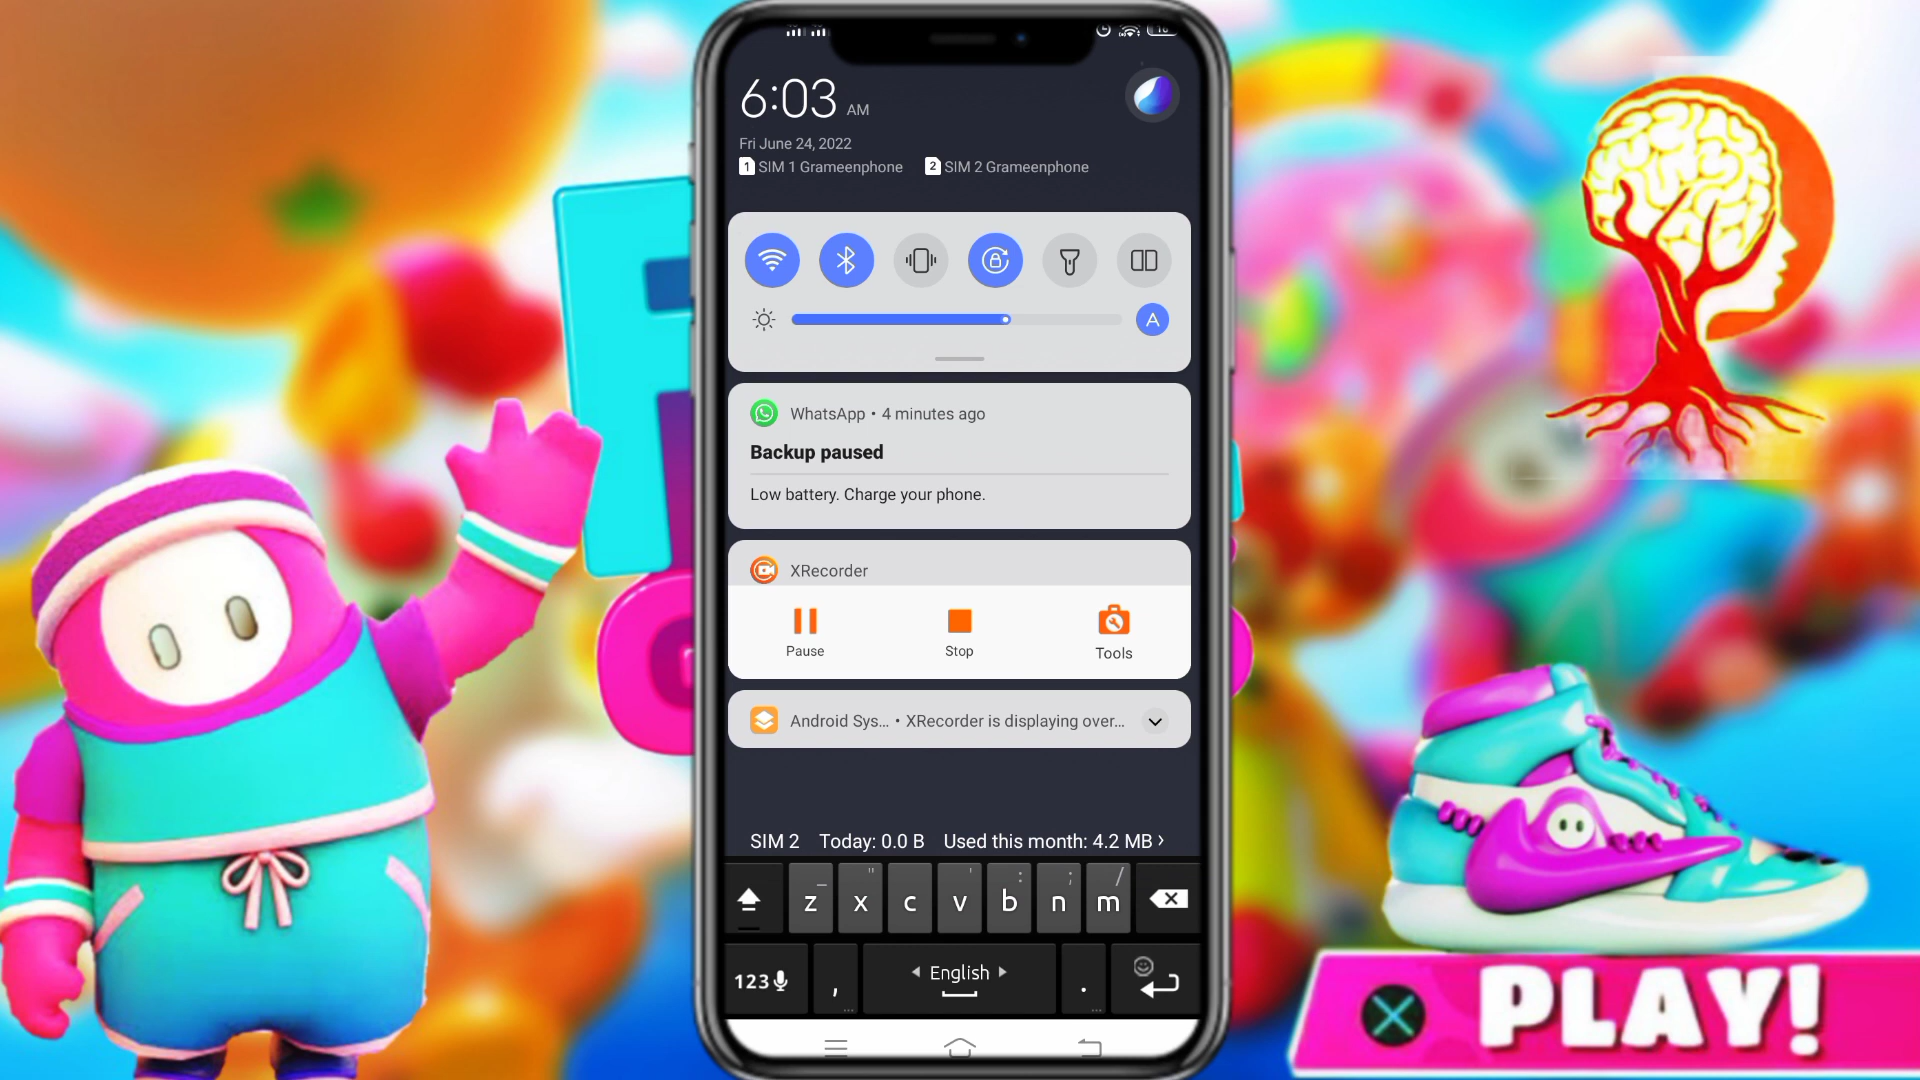 6:03 AM
Fri June 24, 2022
1 SIM 1 Grameenphone 2 SIM 2 Grameenphone
A
WhatsApp • 4 minutes ago
Backup paused
Low battery. Charge your phone.
XRecorder
Pause Stop Tools
Android Sys... • XRecorder is displaying over...
SIM 2 Today: 0.0 B Used this month: 4.2 MB ›
_ " ' : ; /
z x c v b n m
123 , English .
PLAY!